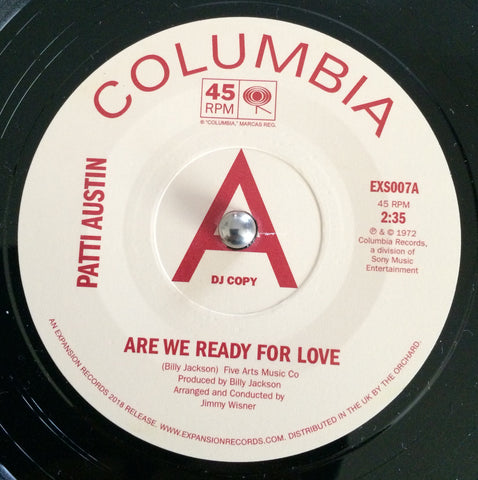 COLUMBIA
45
RPM
® "COLUMBIA," MARCAS REG.
PATTI AUSTIN
A
DJ COPY
EXS007A
45 RPM
2:35
℗ & © 1972
Columbia Records,
a division of
Sony Music
Entertainment
ARE WE READY FOR LOVE
(Billy Jackson) Five Arts Music Co
Produced by Billy Jackson
Arranged and Conducted by
Jimmy Wisner
AN EXPANSION RECORDS 2018 RELEASE. WWW.EXPANSIONRECORDS.COM. DISTRIBUTED IN THE UK BY THE ORCHARD.